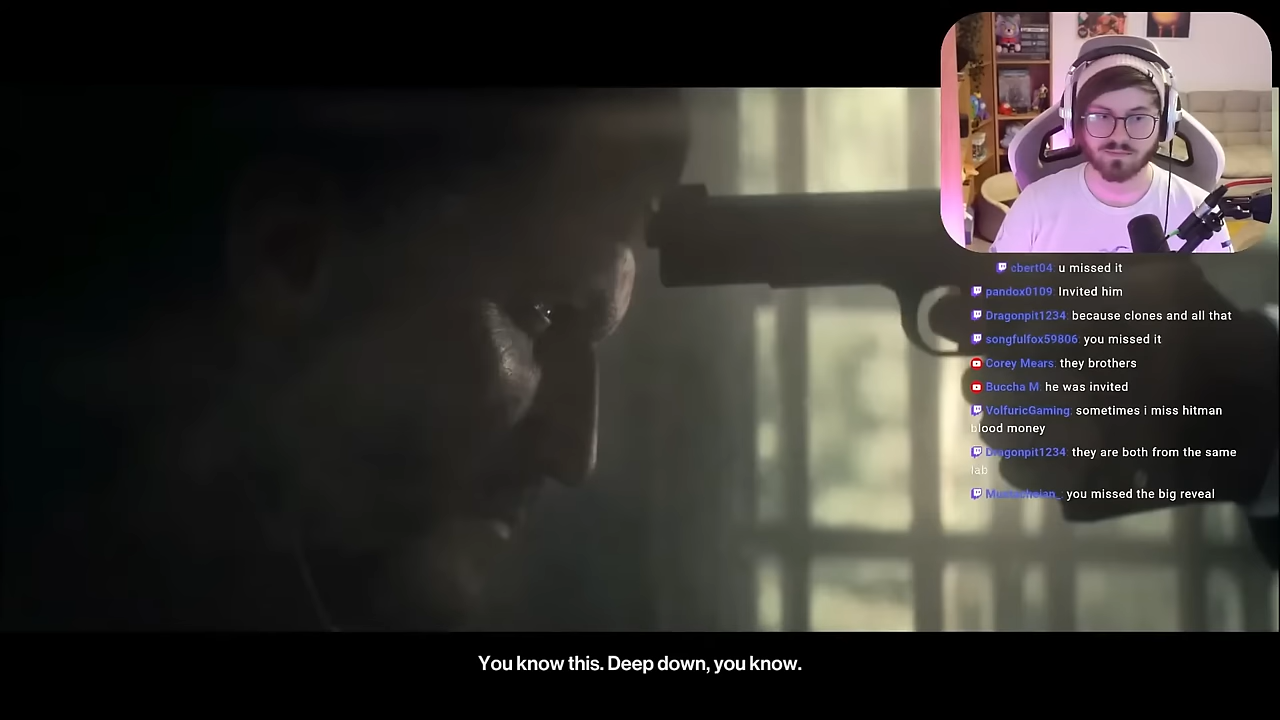 cbert04: u missed it
pandox0109: Invited him
Dragonpit1234: because clones and all that
songfulfox59806: you missed it
Corey Mears: they brothers
Buccha M: he was invited
VolfuricGaming: sometimes i miss hitman
blood money
Dragonpit1234: they are both from the same
lab
you missed the big reveal
You know this. Deep down, you know.